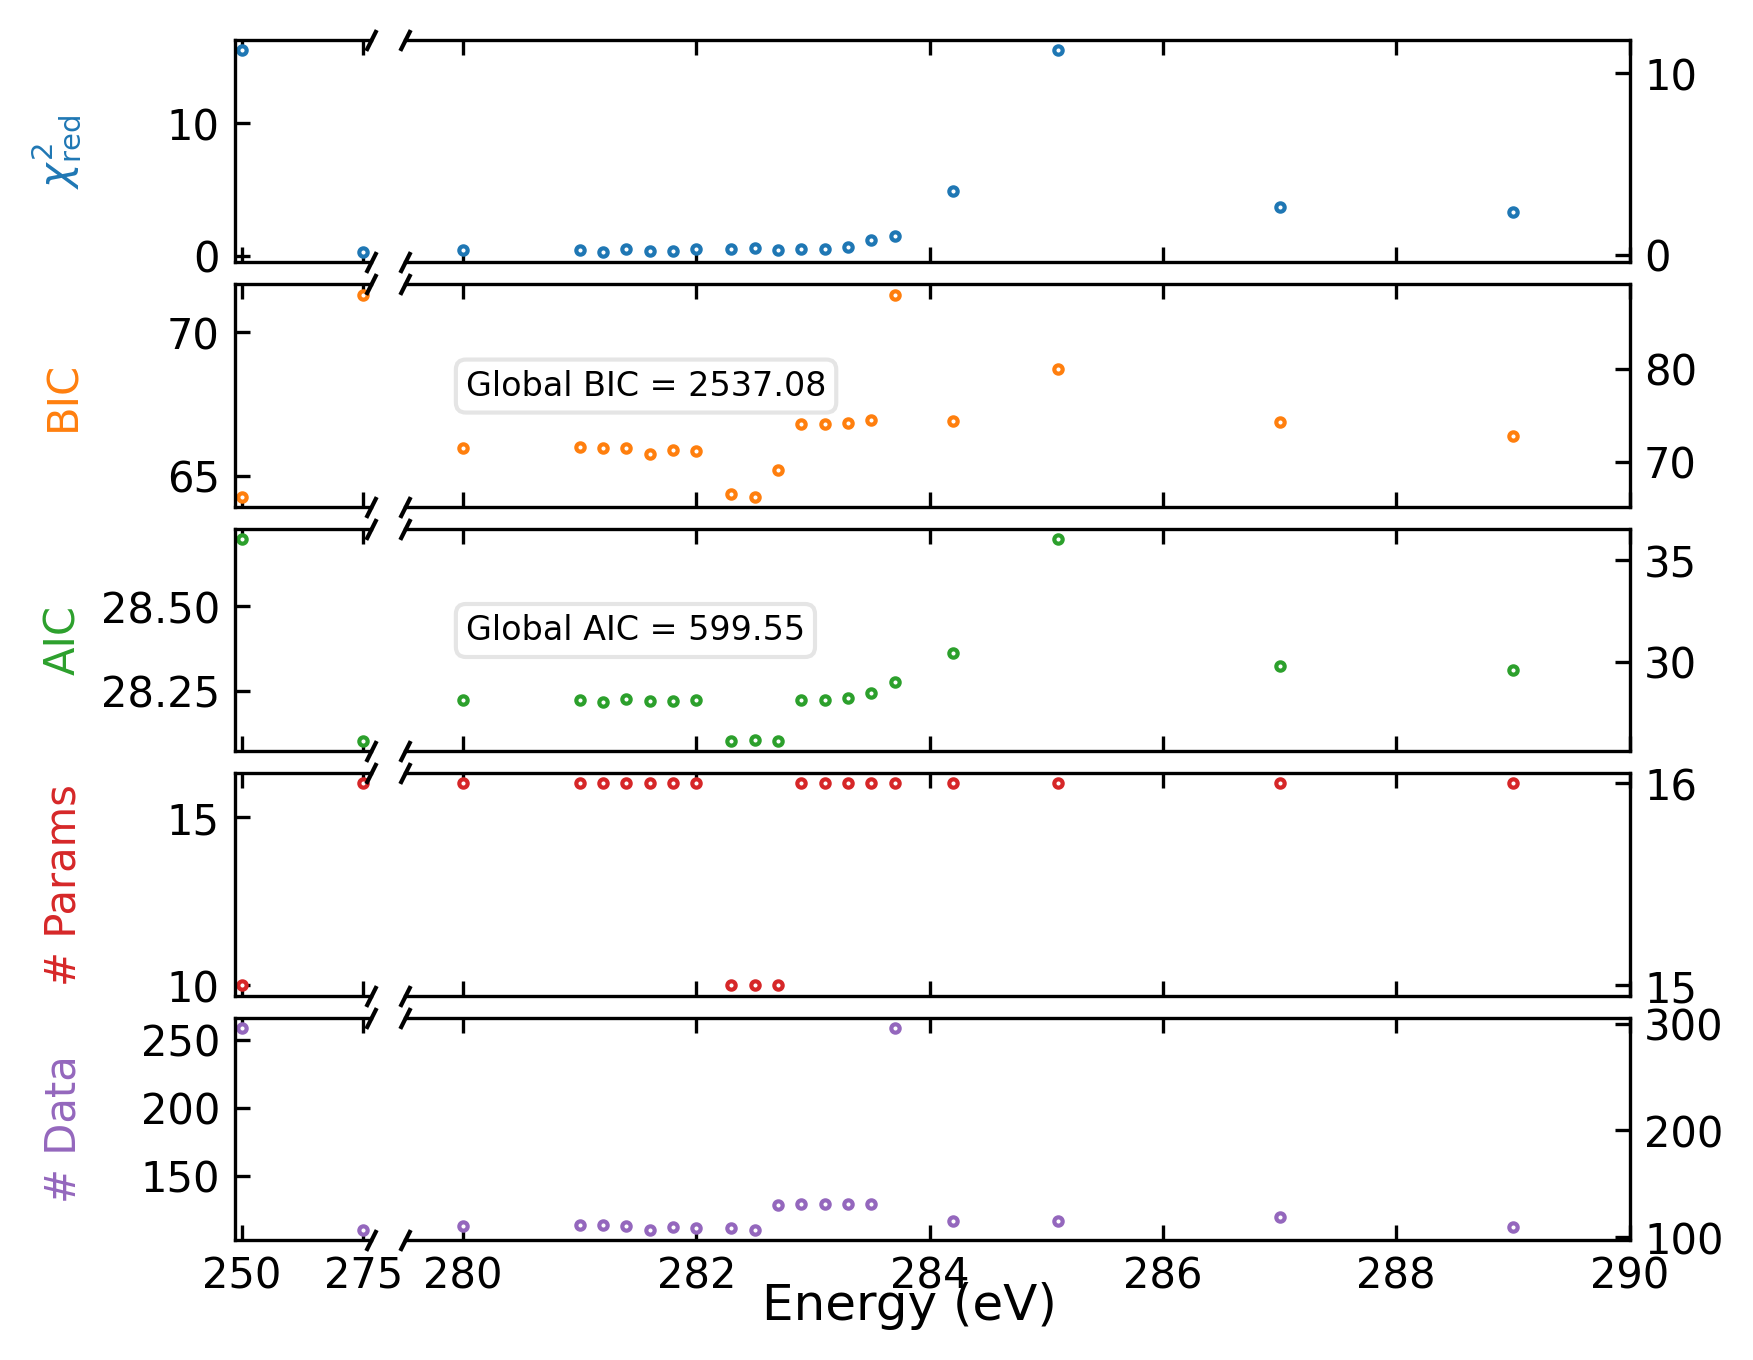 χ²red
10
0
10
0
BIC
70
65
Global BIC = 2537.08
80
70
AIC
28.50
28.25
Global AIC = 599.55
35
30
# Params
15
10
16
15
# Data
250
200
150
300
200
100
250 275 280 282 284 286 288 290
Energy (eV)